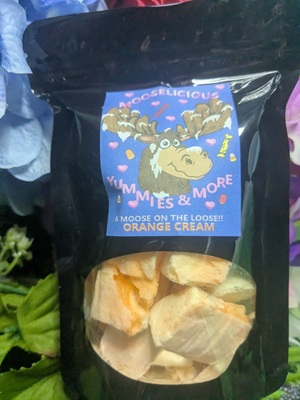 MOOSELICIOUS
YUMMIES & MORE
A MOOSE ON THE LOOSE!!
ORANGE CREAM